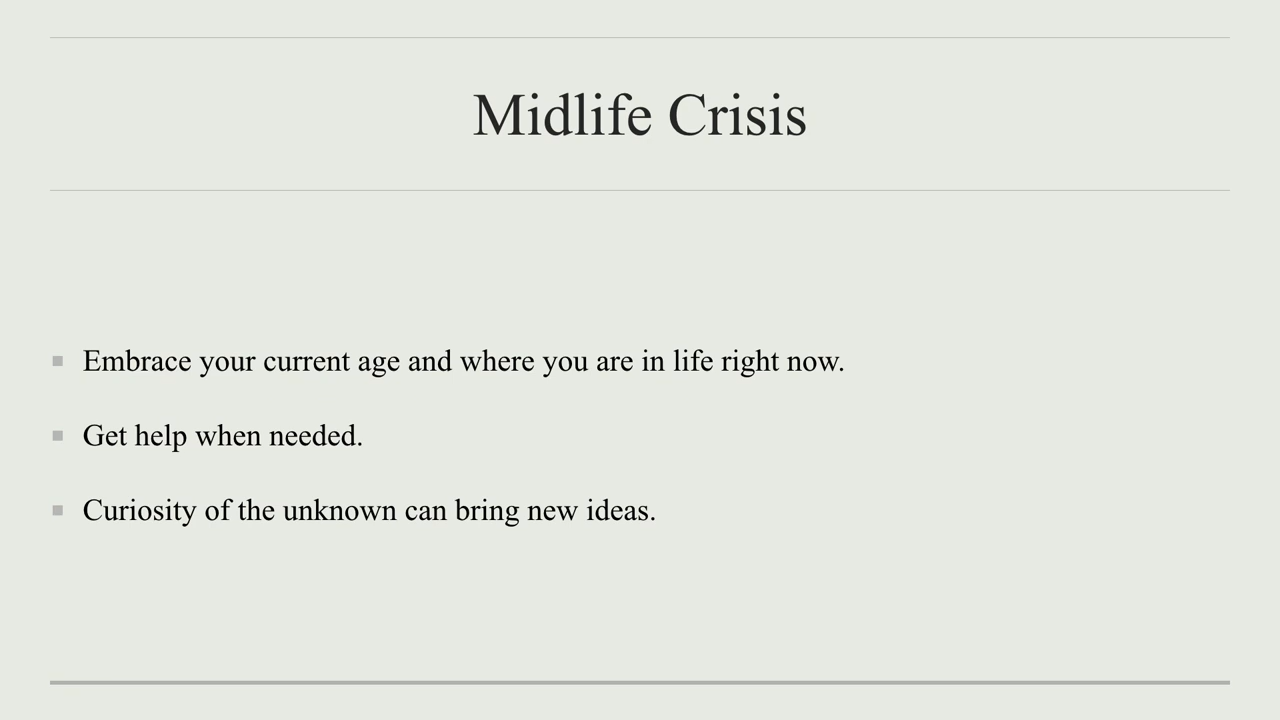 Midlife Crisis
Embrace your current age and where you are in life right now.
Get help when needed.
Curiosity of the unknown can bring new ideas.